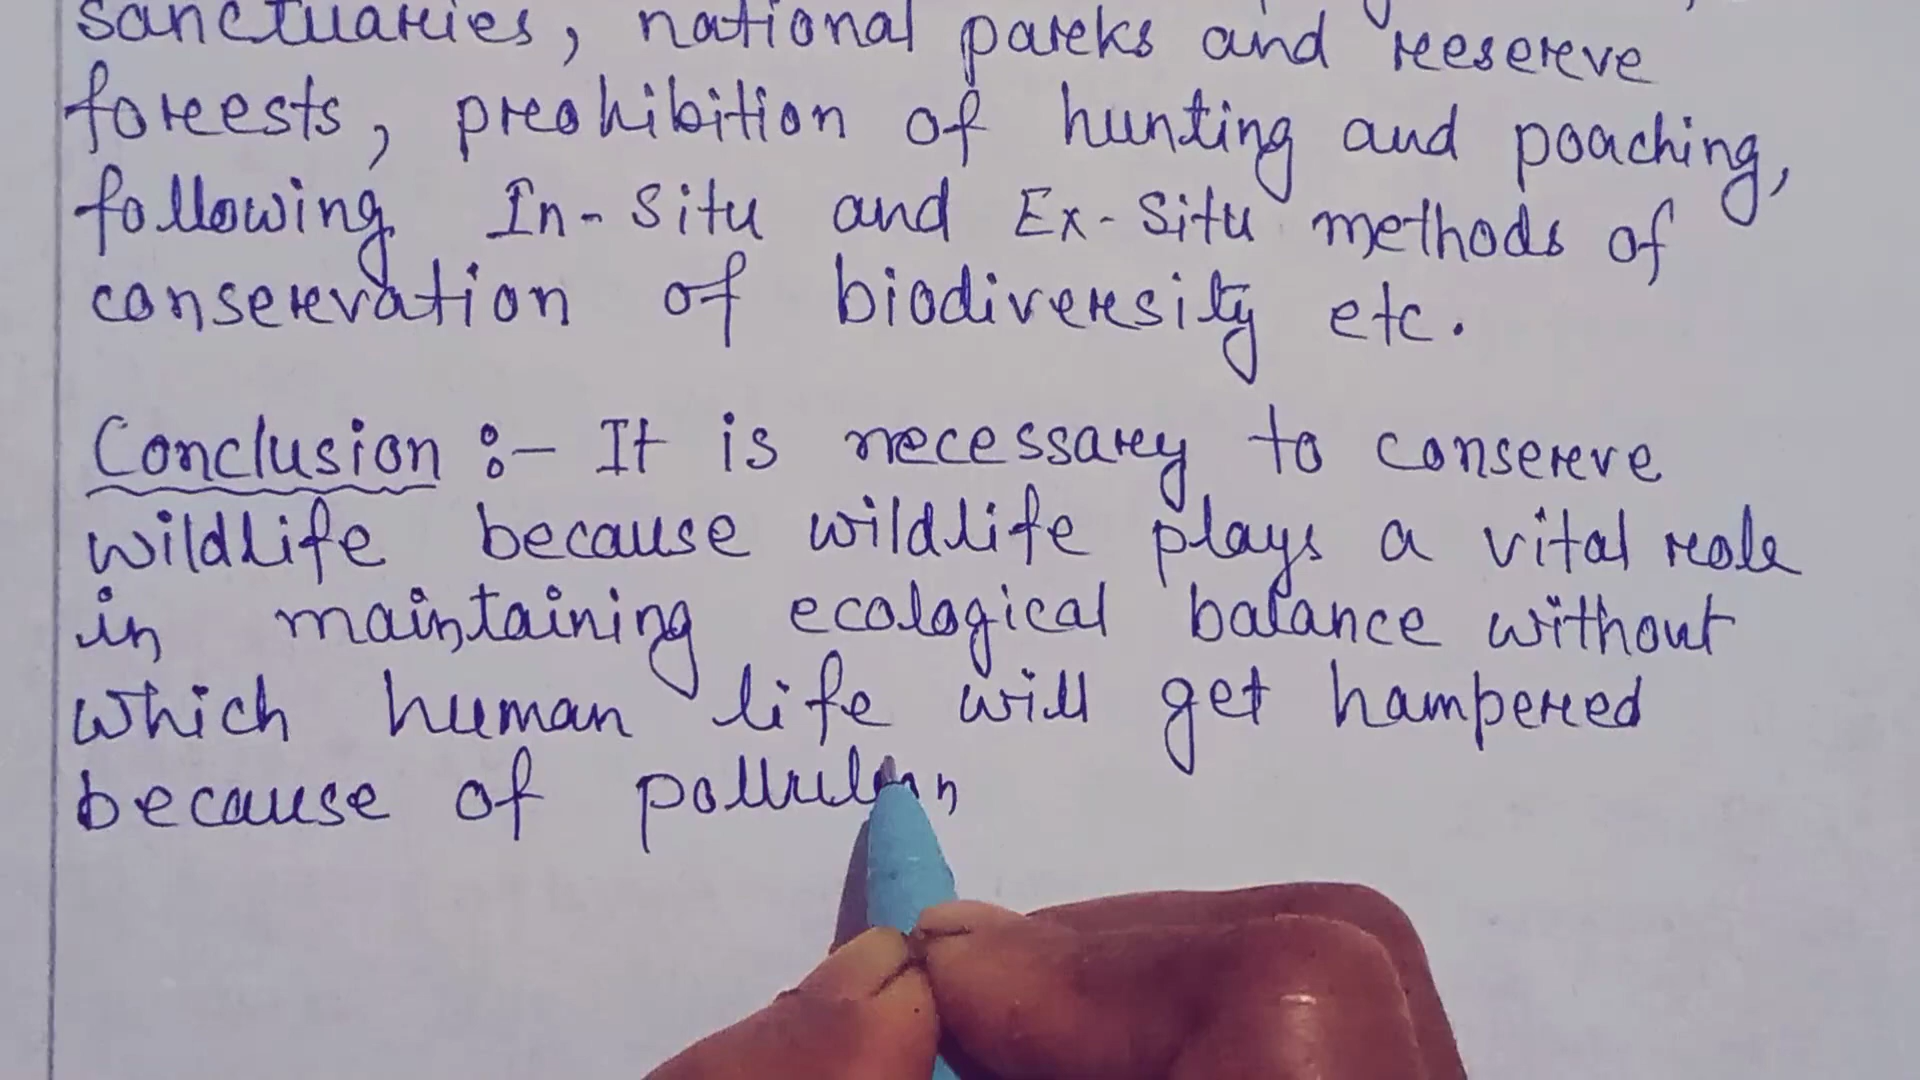 sanctuaries, national parks and reserve
forests, prohibition of hunting and poaching,
following In-Situ and Ex-Situ methods of
conservation of biodiversity etc.
Conclusion :- It is necessary to conserve
wildlife because wildlife plays a vital role
in maintaining ecological balance without
which human life will get hampered
because of pollution